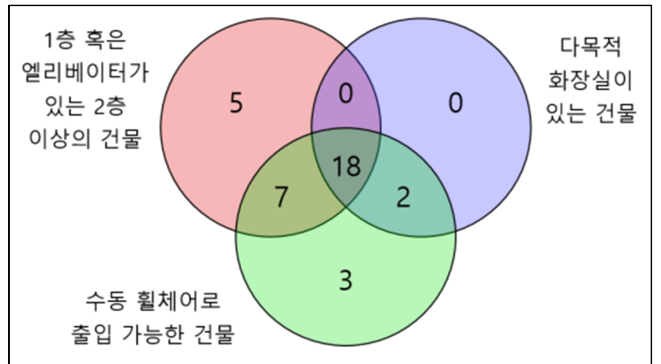 1층 혹은
엘리베이터가
있는 2층
이상의 건물
다목적
화장실이
있는 건물
5
0
0
18
7
2
3
수동 휠체어로
출입 가능한 건물